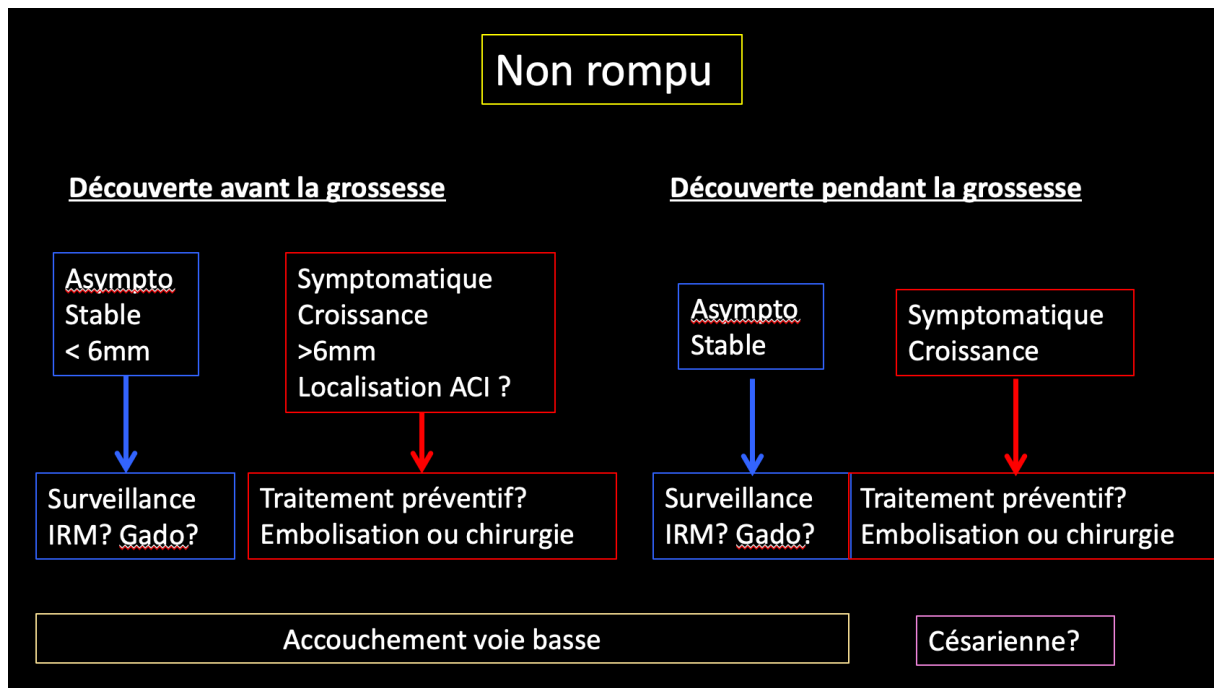 Non rompu
Découverte avant la grossesse
Asympto
Stable
< 6mm
Symptomatique
Croissance
>6mm
Localisation ACI ?
Surveillance
IRM? Gado?
Traitement préventif?
Embolisation ou chirurgie
Découverte pendant la grossesse
Asympto
Stable
Symptomatique
Croissance
Surveillance
IRM? Gado?
Traitement préventif?
Embolisation ou chirurgie
Accouchement voie basse
Césarienne?